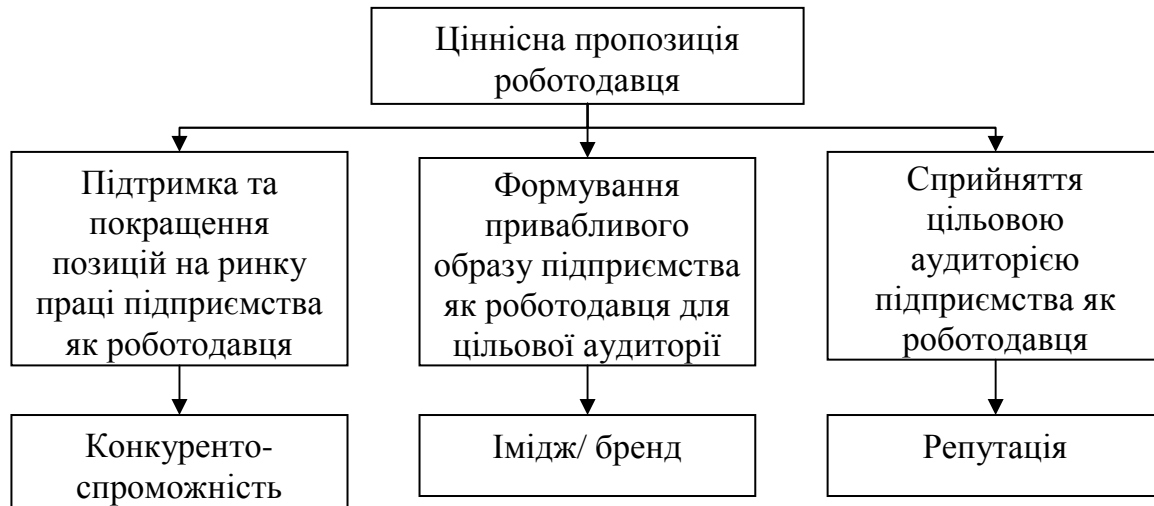 Ціннісна пропозиція
роботодавця
Підтримка та
покращення
позицій на ринку
праці підприємства
як роботодавця
Формування
привабливого
образу підприємства
як роботодавця для
цільової аудиторії
Сприйняття
цільовою
аудиторією
підприємства як
роботодавця
Конкуренто-
спроможність
Імідж/ бренд
Репутація